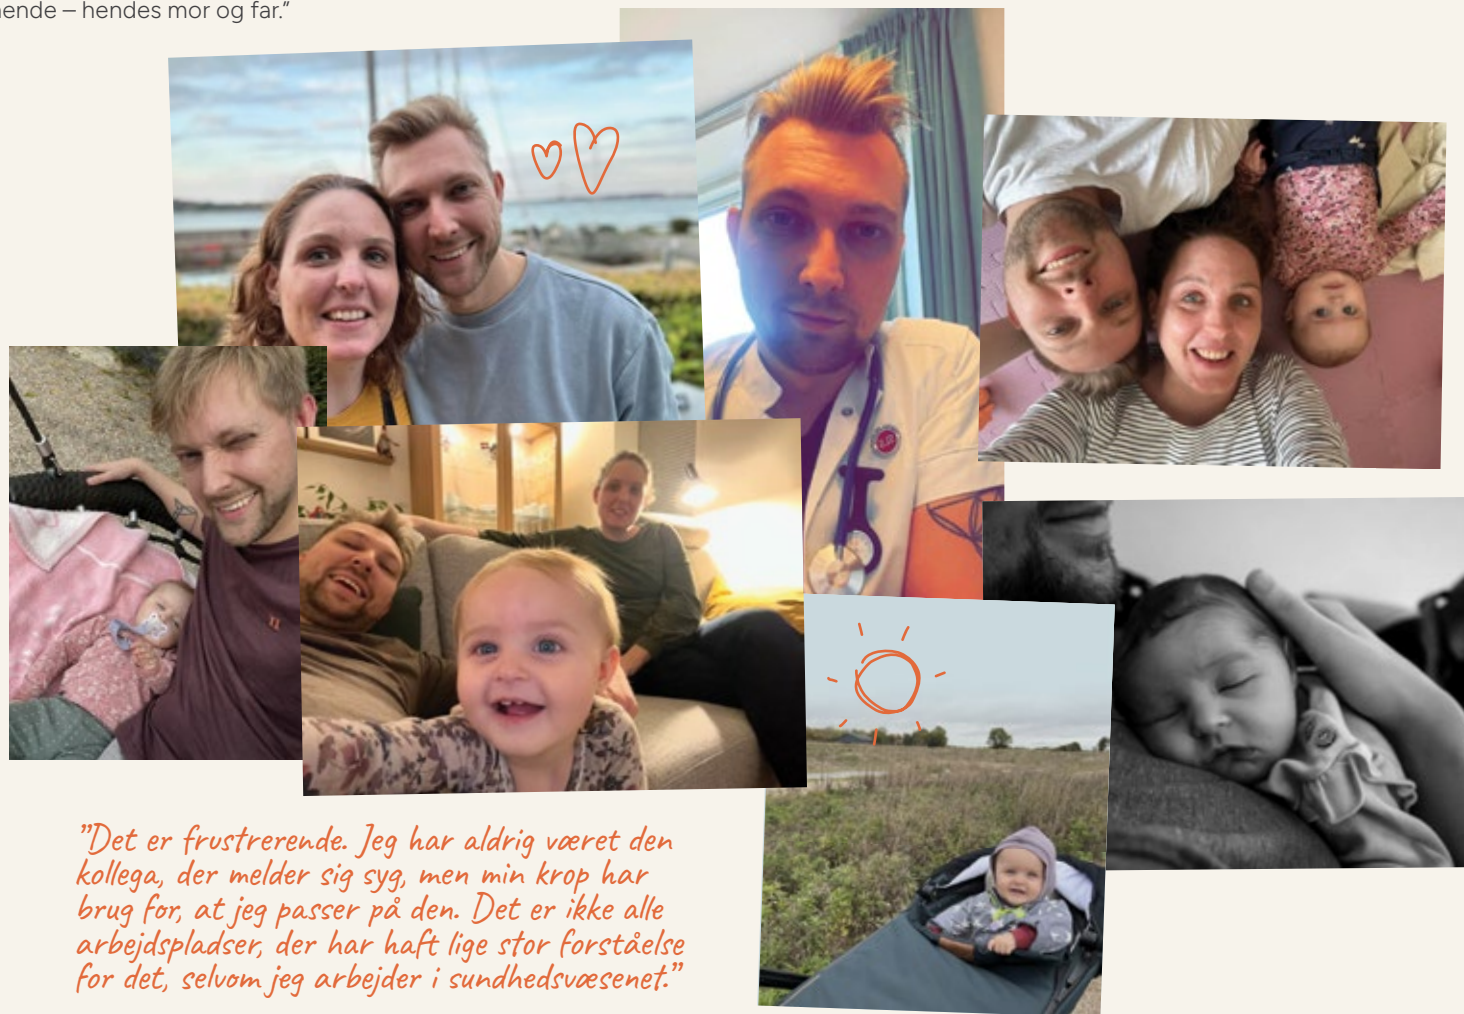 ende – hendes mor og far.”
”Det er frustrerende. Jeg har aldrig været den
kollega, der melder sig syg, men min krop har
brug for, at jeg passer på den. Det er ikke alle
arbejdspladser, der har haft lige stor forståelse
for det, selvom jeg arbejder i sundhedsvæsenet.”